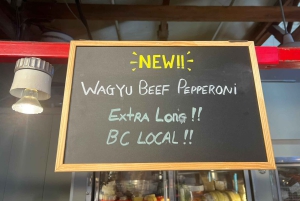 NEW!!
WAGYU BEEF PEPPERONI
EXTRA LONG!!
BC LOCAL!!